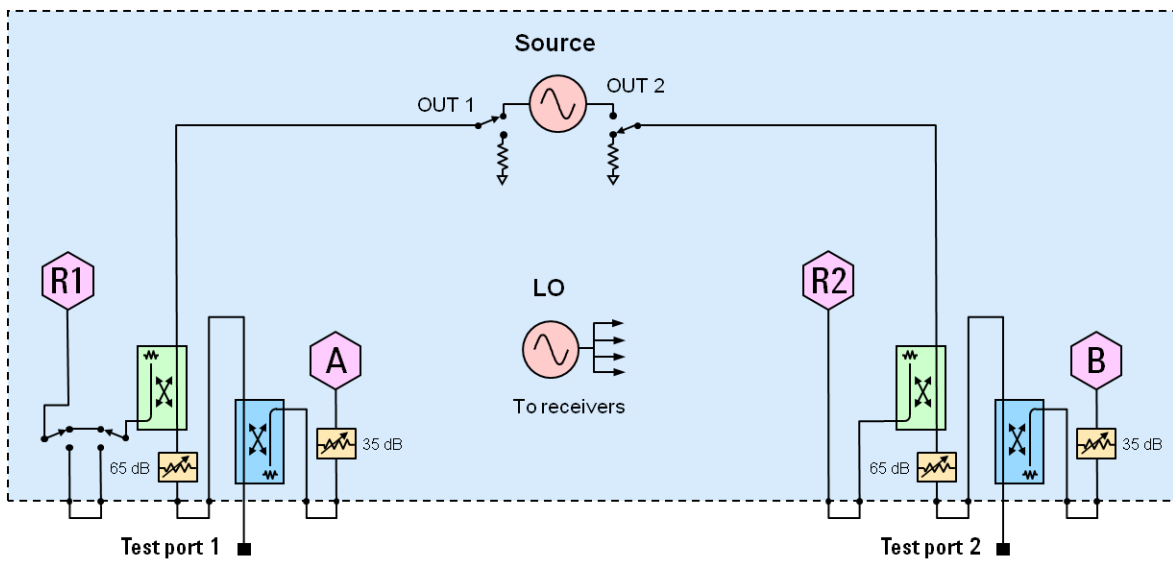 Source
OUT 1
OUT 2
R1
LO
R2
A
B
To receivers
35 dB
35 dB
65 dB
65 dB
Test port 1
Test port 2